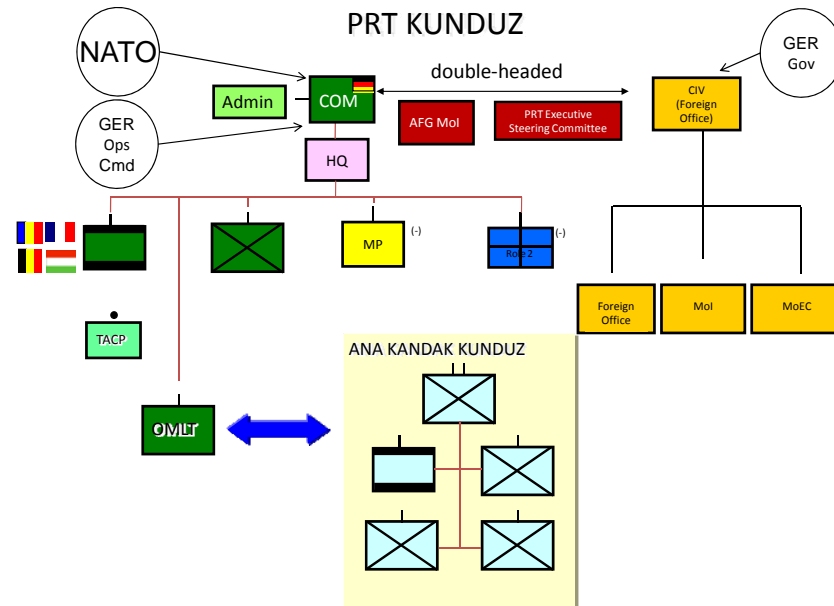 PRT KUNDUZ
NATO
GER
Gov
double-headed
Admin
COM
CIV
(Foreign
Office)
GER
Ops
Cmd
AFG MoI
PRT Executive
Steering Committee
HQ
MP
(-)
Role 2
(-)
Foreign
Office
MoI
MoEC
TACP
ANA KANDAK KUNDUZ
OMLT